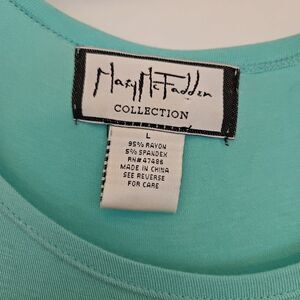 Mary McFadden
COLLECTION
L
95% RAYON
5% SPANDEX
RN#47486
MADE IN CHINA
SEE REVERSE
FOR CARE